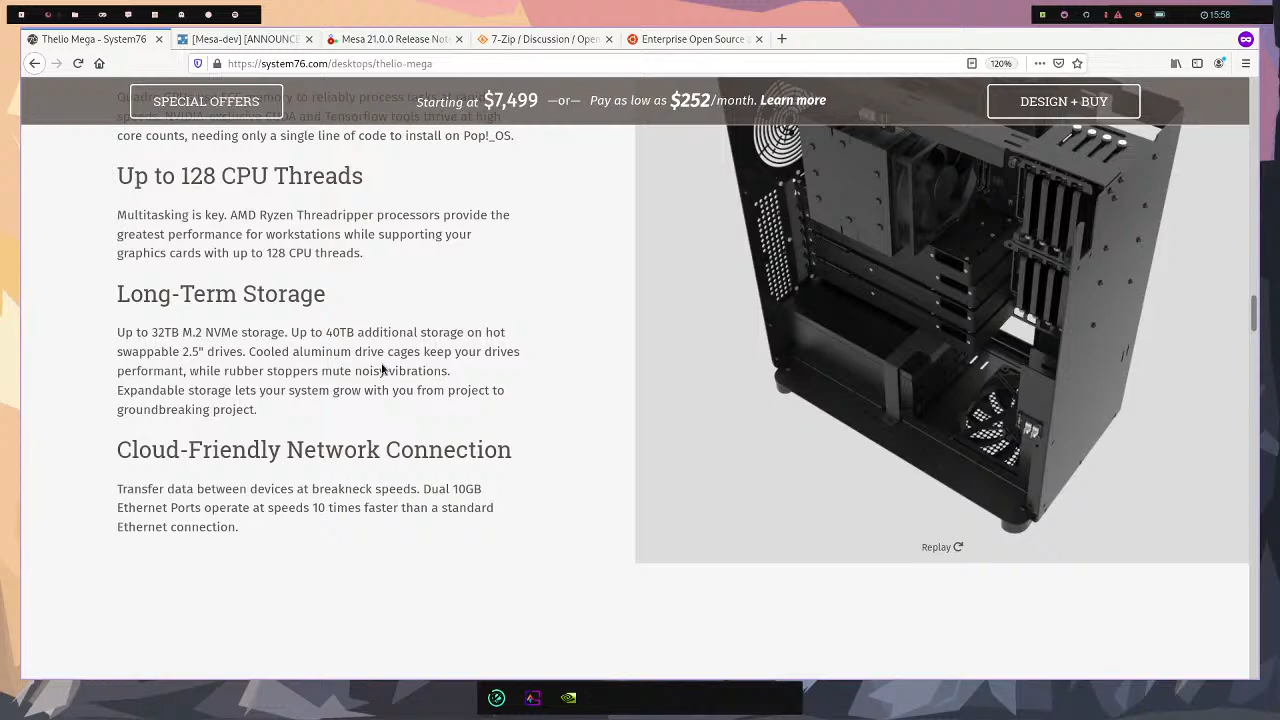 15:58
Thelio Mega - System76
[Mesa-dev] [ANNOUNCE
Mesa 21.0.0 Release Note
7-Zip / Discussion / Open
Enterprise Open Source a
https://system76.com/desktops/thelio-mega
120%
SPECIAL OFFERS
Starting at $7,499 —or— Pay as low as $252/month. Learn more
DESIGN + BUY
core counts, needing only a single line of code to install on Pop!_OS.
Up to 128 CPU Threads
Multitasking is key. AMD Ryzen Threadripper processors provide the
greatest performance for workstations while supporting your
graphics cards with up to 128 CPU threads.
Long-Term Storage
Up to 32TB M.2 NVMe storage. Up to 40TB additional storage on hot
swappable 2.5" drives. Cooled aluminum drive cages keep your drives
performant, while rubber stoppers mute noisy vibrations.
Expandable storage lets your system grow with you from project to
groundbreaking project.
Cloud-Friendly Network Connection
Transfer data between devices at breakneck speeds. Dual 10GB
Ethernet Ports operate at speeds 10 times faster than a standard
Ethernet connection.
Replay